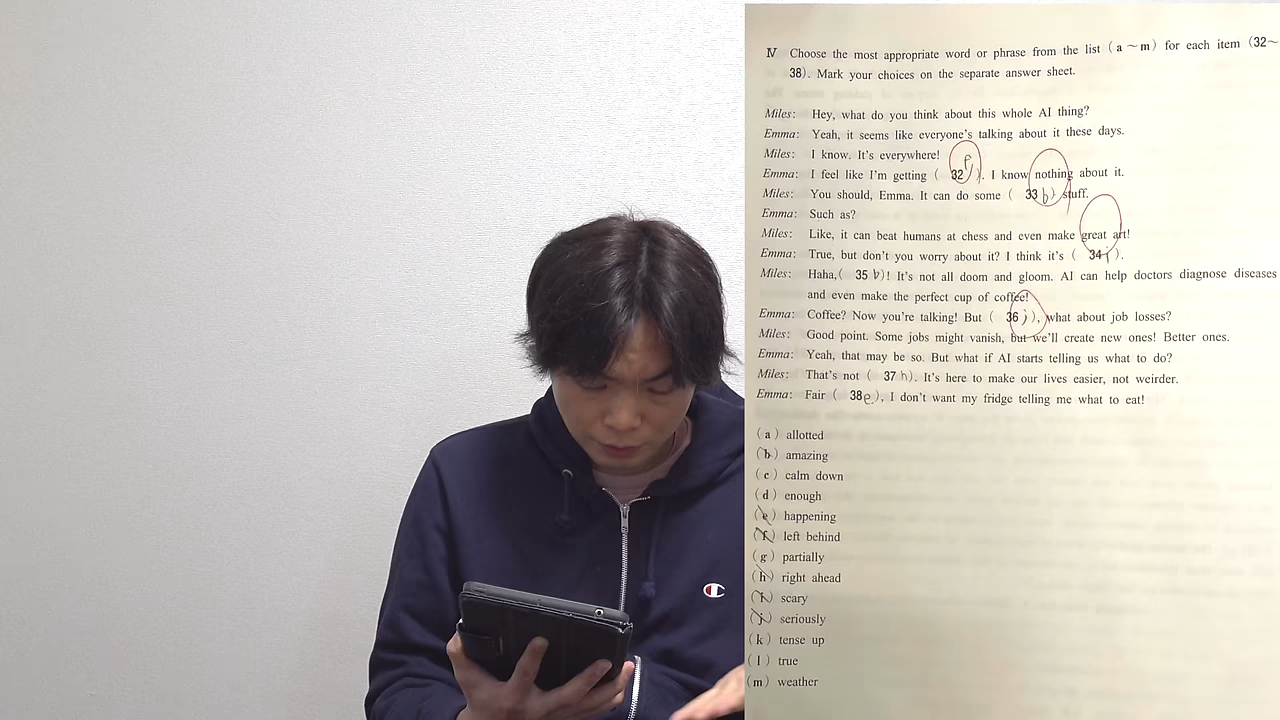 Ⅳ Choose the most appropriate word or phrase from the list ( a ~ m ) for each item (32~
38). Mark your choices on the separate answer sheet.
Miles: Hey, what do you think about this whole AI thing?
Emma: Yeah, it seems like everyone's talking about it these days.
Miles: I know. It's everywhere!
Emma: I feel like I'm getting ( 32 ). I know nothing about it.
Miles: You should, man. It can do some ( 33 b ) stuff.
Emma: Such as?
Miles: Like, it can beat humans at chess and even make great art!
Emma: True, but don't you worry about it? I think it's ( 34 ).
Miles: Hey, ( 35 ! It's not all doom and gloom. AI can help doctors diagnose diseases
and even make the perfect cup of coffee!
Emma: Coffee? Now you're talking! But ( ), what about job losses?
Miles: Good point. Some jobs might vanish, but we'll create new ones! Better ones.
Emma: Yeah, that may be so. But what if AI starts telling us what to do?
Miles: That's not ( 37 h ). It's here to make our lives easier, not weirder.
Emma: Fair ( 38 e ), I don't want my fridge telling me what to eat!
( a ) allotted
( b ) amazing
( c ) calm down
( d ) enough
( e ) happening
( f ) left behind
( g ) partially
( h ) right ahead
( i ) scary
( j ) seriously
( k ) tense up
( l ) true
( m ) weather